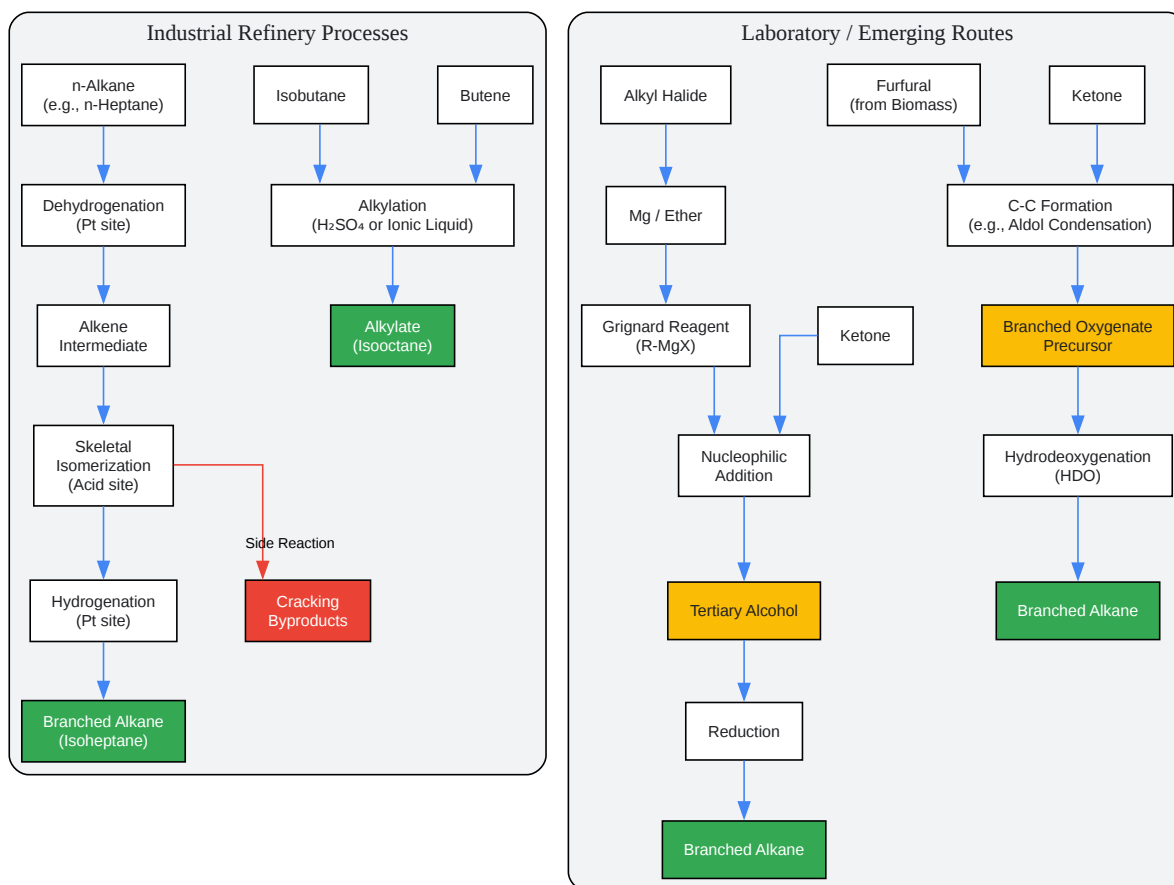 Industrial Refinery Processes
n-Alkane
(e.g., n-Heptane)
Isobutane
Butene
Dehydrogenation
(Pt site)
Alkylation
(H₂SO₄ or Ionic Liquid)
Alkene
Intermediate
Alkylate
(Isooctane)
Skeletal
Isomerization
(Acid site)
Side Reaction
Hydrogenation
(Pt site)
Cracking
Byproducts
Branched Alkane
(Isoheptane)
Laboratory / Emerging Routes
Alkyl Halide
Furfural
(from Biomass)
Ketone
Mg / Ether
C-C Formation
(e.g., Aldol Condensation)
Grignard Reagent
(R-MgX)
Ketone
Branched Oxygenate
Precursor
Nucleophilic
Addition
Hydrodeoxygenation
(HDO)
Tertiary Alcohol
Branched Alkane
Reduction
Branched Alkane